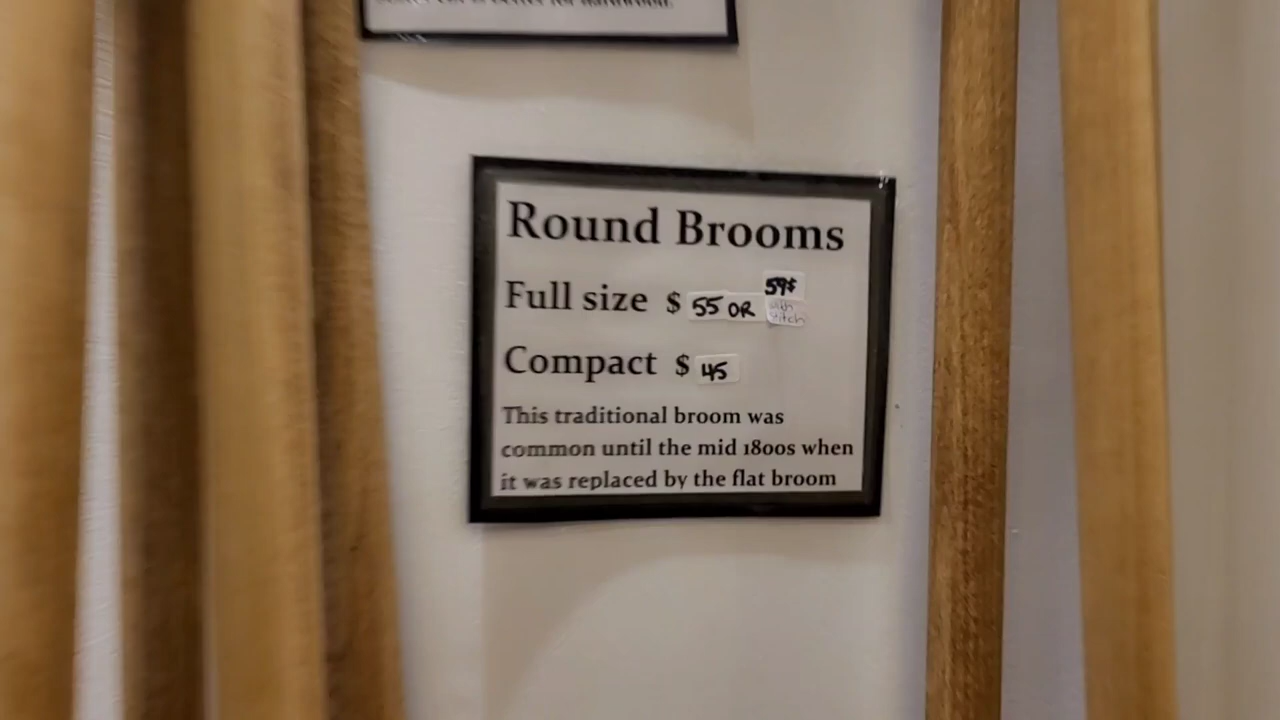 Round Brooms
Full size $ 55 OR 59$
with stitch
Compact $ 45
This traditional broom was
common until the mid 1800s when
it was replaced by the flat broom